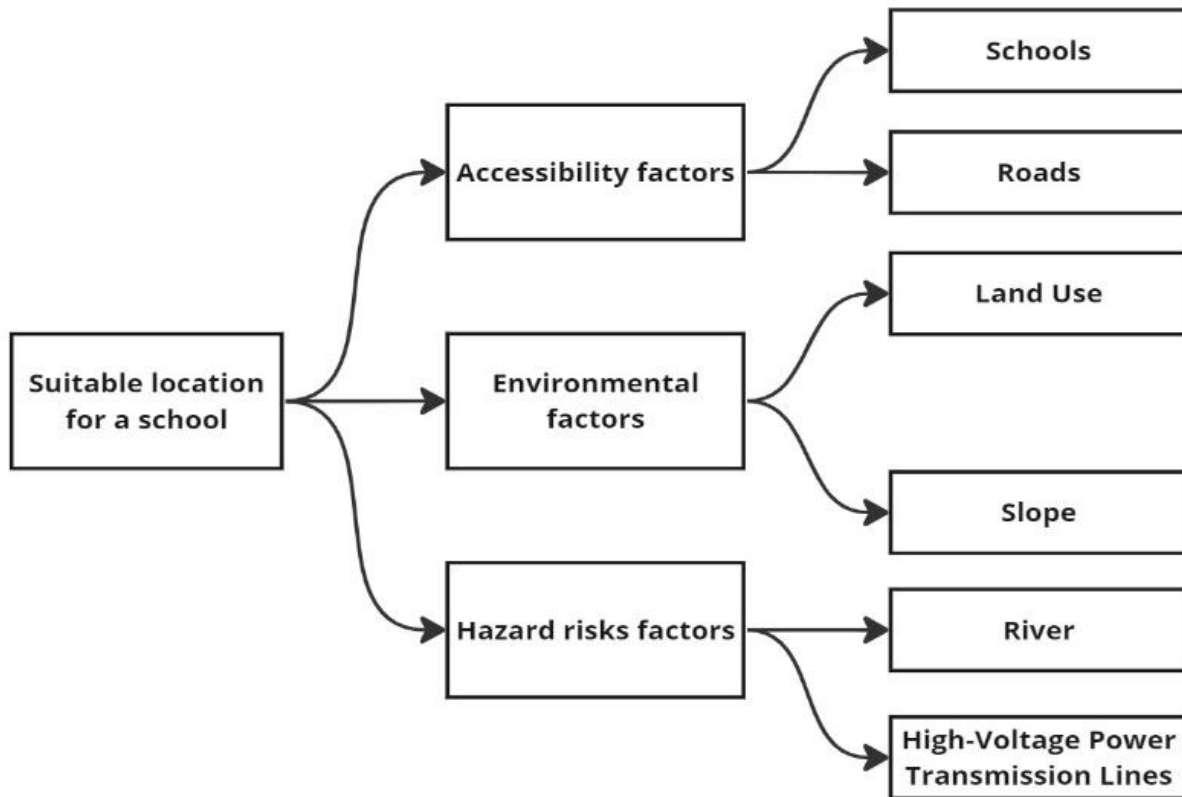 Suitable location
for a school
Accessibility factors
Environmental
factors
Hazard risks factors
Schools
Roads
Land Use
Slope
River
High-Voltage Power
Transmission Lines